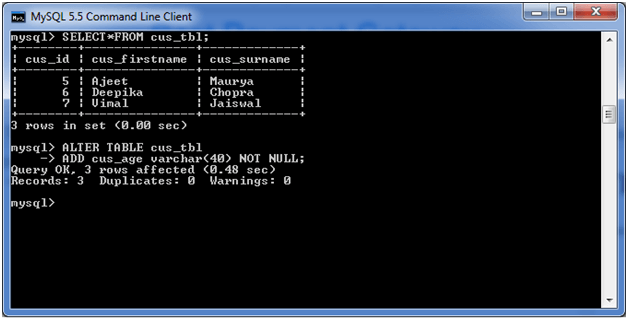 MySQL 5.5 Command Line Client
mysql> SELECT*FROM cus_tbl;
+--------+---------------+-------------+
| cus_id | cus_firstname | cus_surname |
+--------+---------------+-------------+
|      5 | Ajeet         | Maurya      |
|      6 | Deepika       | Chopra      |
|      7 | Vimal         | Jaiswal     |
+--------+---------------+-------------+
3 rows in set (0.00 sec)
mysql> ALTER TABLE cus_tbl
    -> ADD cus_age varchar(40) NOT NULL;
Query OK, 3 rows affected (0.48 sec)
Records: 3  Duplicates: 0  Warnings: 0
mysql>